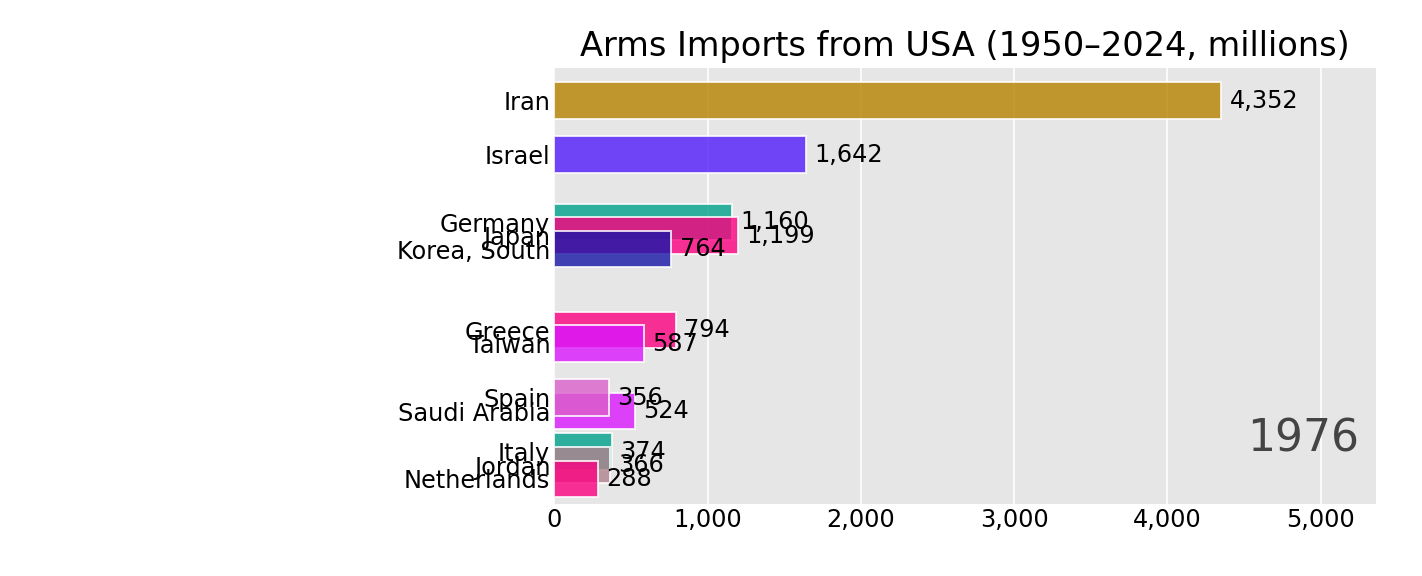 Arms Imports from USA (1950–2024, millions)
Iran 4,352
Israel 1,642
Germany 1,160
Japan 1,199
Korea, South 764
Greece 794
Taiwan 587
Spain 356
Saudi Arabia 524
Italy 374
Jordan 366
Netherlands 288
1976
0 1,000 2,000 3,000 4,000 5,000